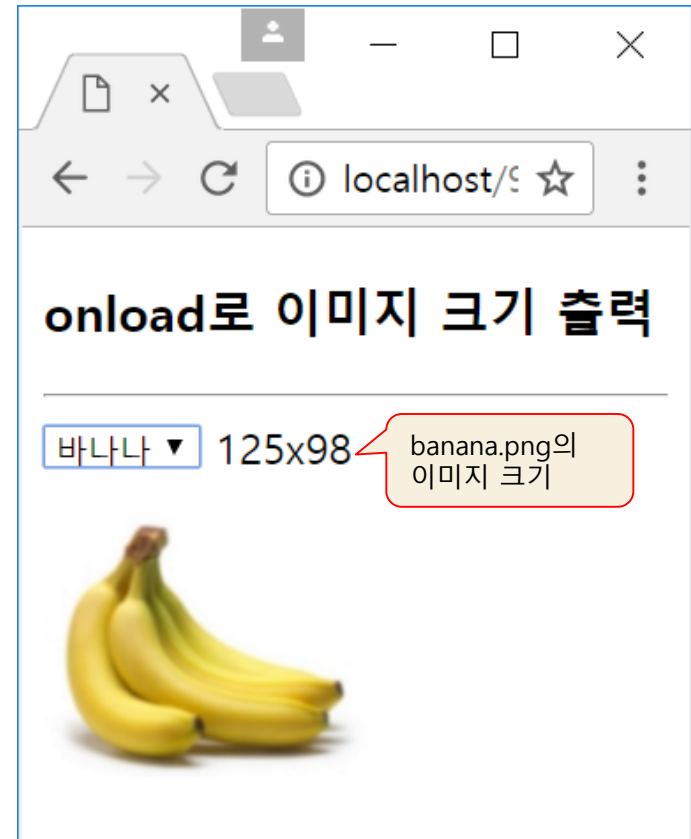 localhost/9
onload로 이미지 크기 출력
바나나 ▼ 125x98
banana.png의
이미지 크기